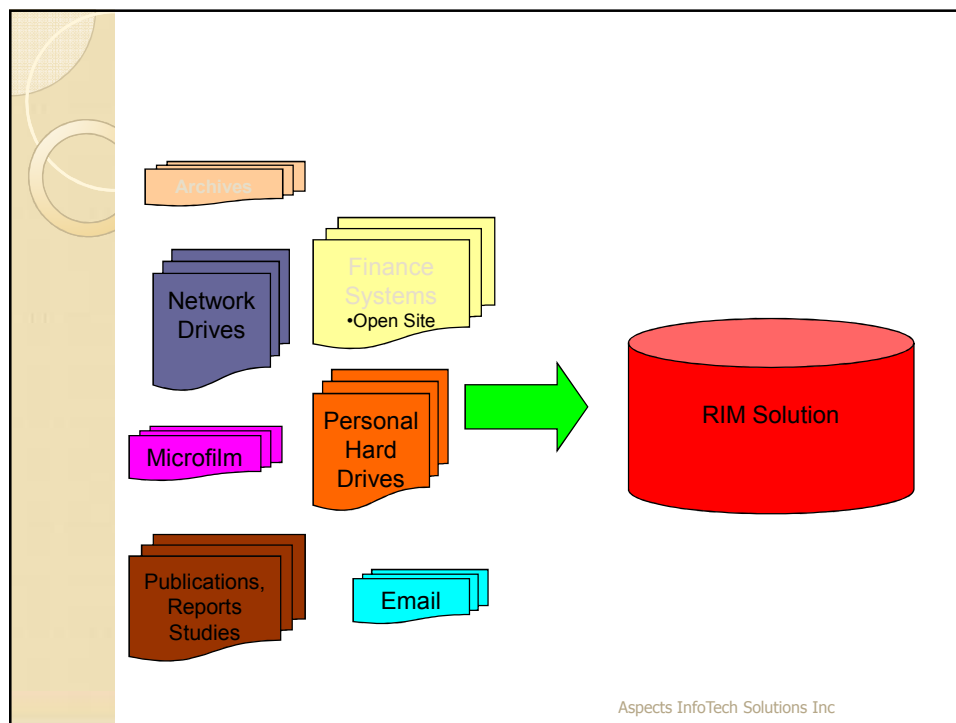 Archives
Finance
Systems
•Open Site
Network
Drives
Personal
Hard
Drives
RIM Solution
Microfilm
Publications,
Reports
Studies
Email
Aspects InfoTech Solutions Inc